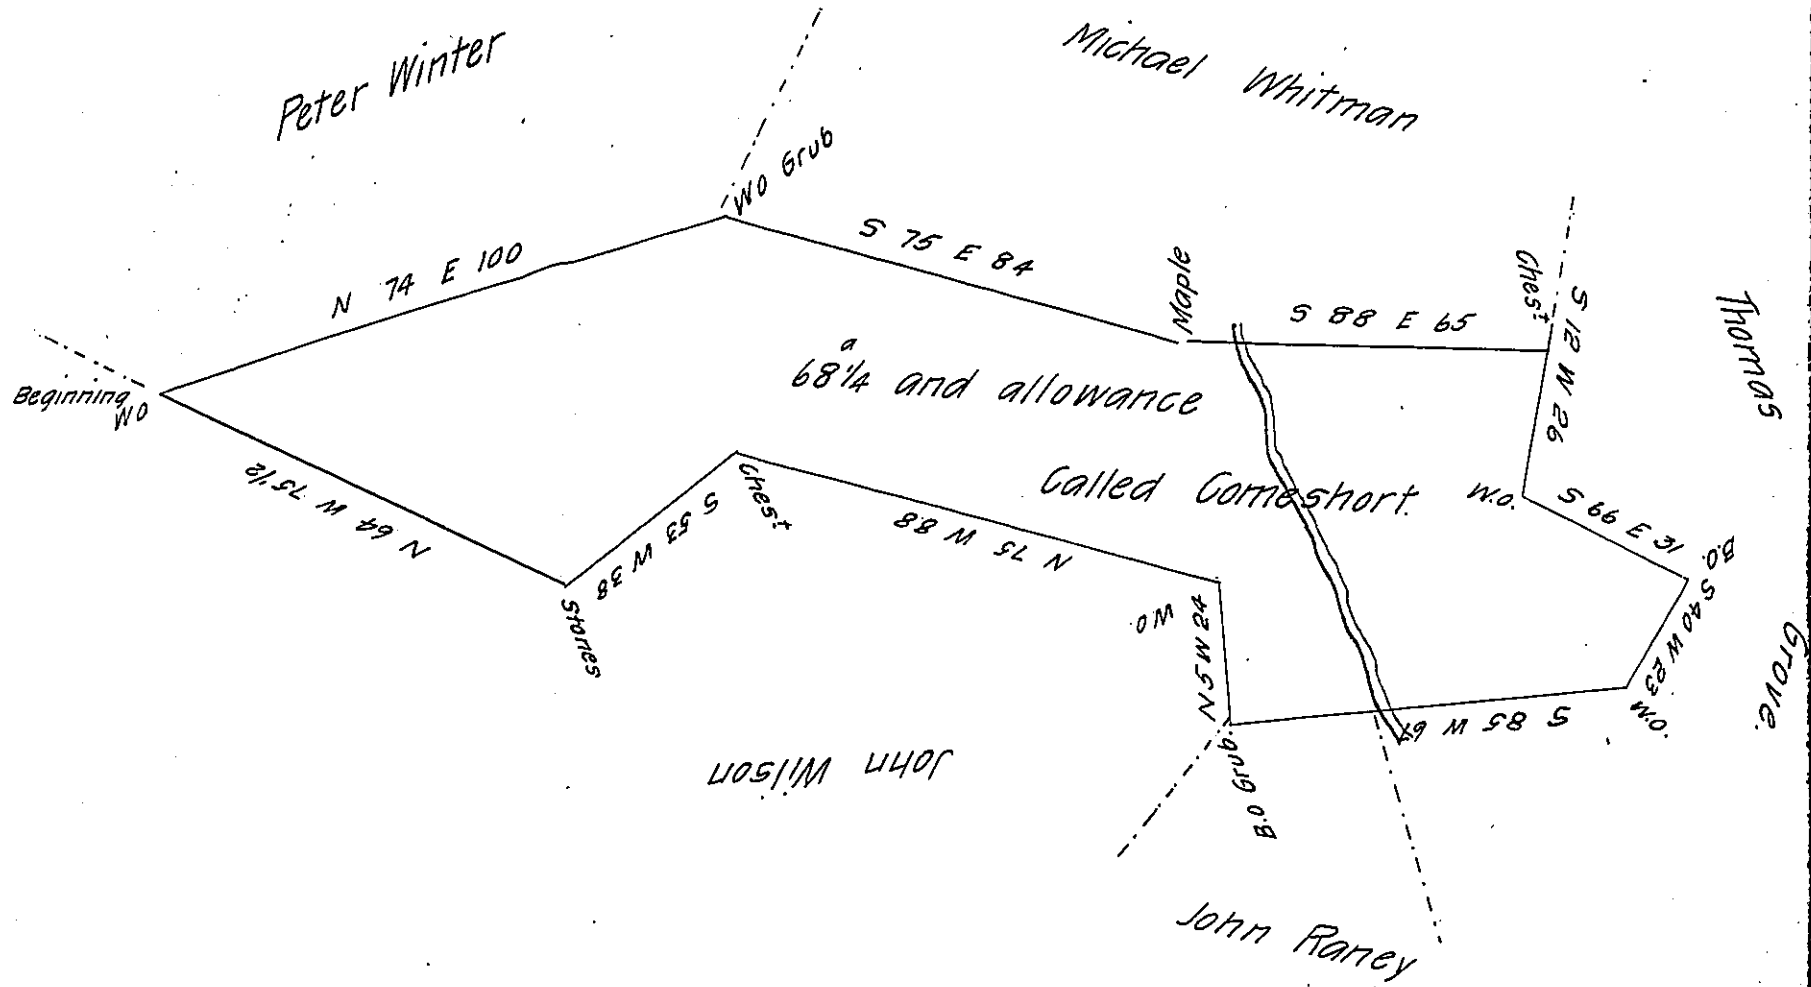 Peter Winter
Michael Whitman
WO Grub
N 74 E 100
S 75 E 84
Maple
S 88 E 65
Chest
S 12 W 26
Thomas
Grove
Beginning
WO
68 1/4 a and allowance
Called Comeshort
W.O.
S 66 E 31
B.O.
S 40 W 23
W.O.
S 85 W
N 5 W 24
B.O Grub.
W.O.
N 75 W 88
Chest
S 53 W 38
Stones
N 64 W 75 1/2
John Wilson
John Raney